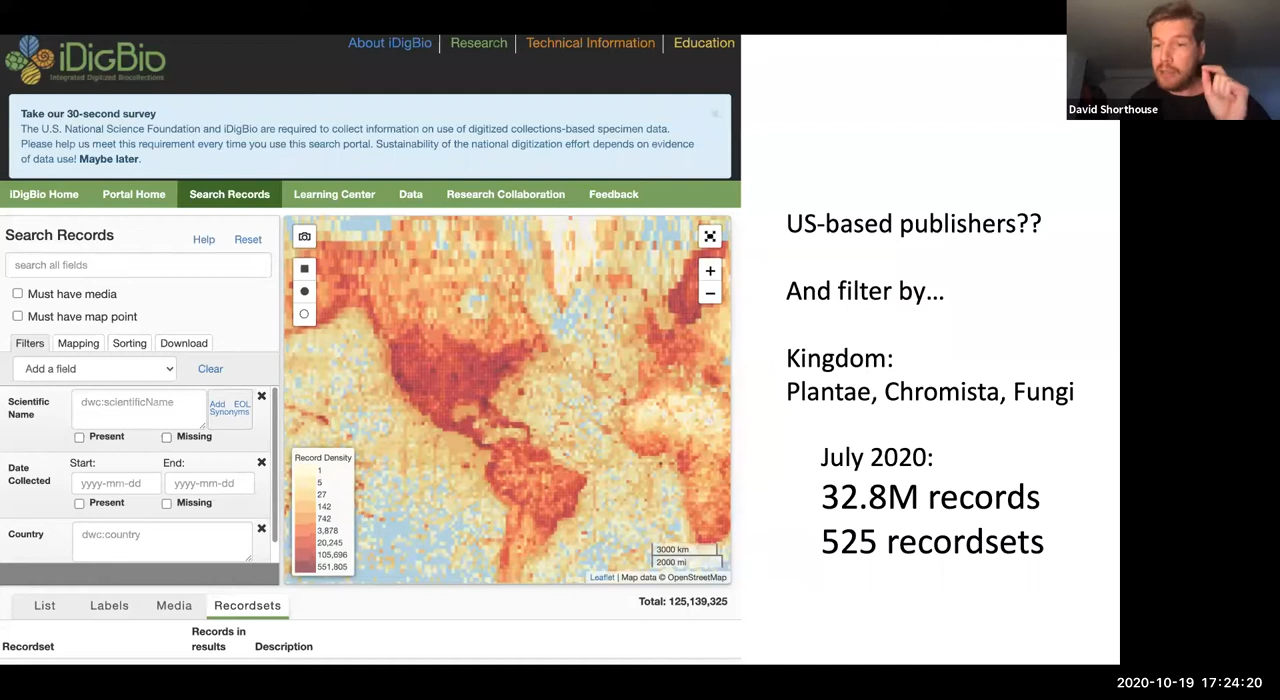 iDigBio
Integrated Digitized Biocollections
About iDigBio
Research
Technical Information
Education
Take our 30-second survey
The U.S. National Science Foundation and iDigBio are required to collect information on use of digitized collections-based specimen data.
Please help us meet this requirement every time you use this search portal. Sustainability of the national digitization effort depends on evidence
of data use! Maybe later.
iDigBio Home
Portal Home
Search Records
Learning Center
Data
Research Collaboration
Feedback
Search Records
Help
Reset
search all fields
Must have media
Must have map point
Filters
Mapping
Sorting
Download
Add a field
Clear
Scientific
Name
dwc:scientificName
Add EOL
Synonyms
Present
Missing
Date
Collected
Start:
End:
yyyy-mm-dd
yyyy-mm-dd
Present
Missing
Country
dwc:country
+
−
Record Density
1
5
27
142
742
3,878
20,245
105,696
551,805
3000 km
2000 mi
Leaflet | Map data © OpenStreetMap
List
Labels
Media
Recordsets
Total: 125,139,325
Recordset
Records in
results
Description
US-based publishers??
And filter by...
Kingdom:
Plantae, Chromista, Fungi
July 2020:
32.8M records
525 recordsets
David Shorthouse
2020-10-19 17:24:20